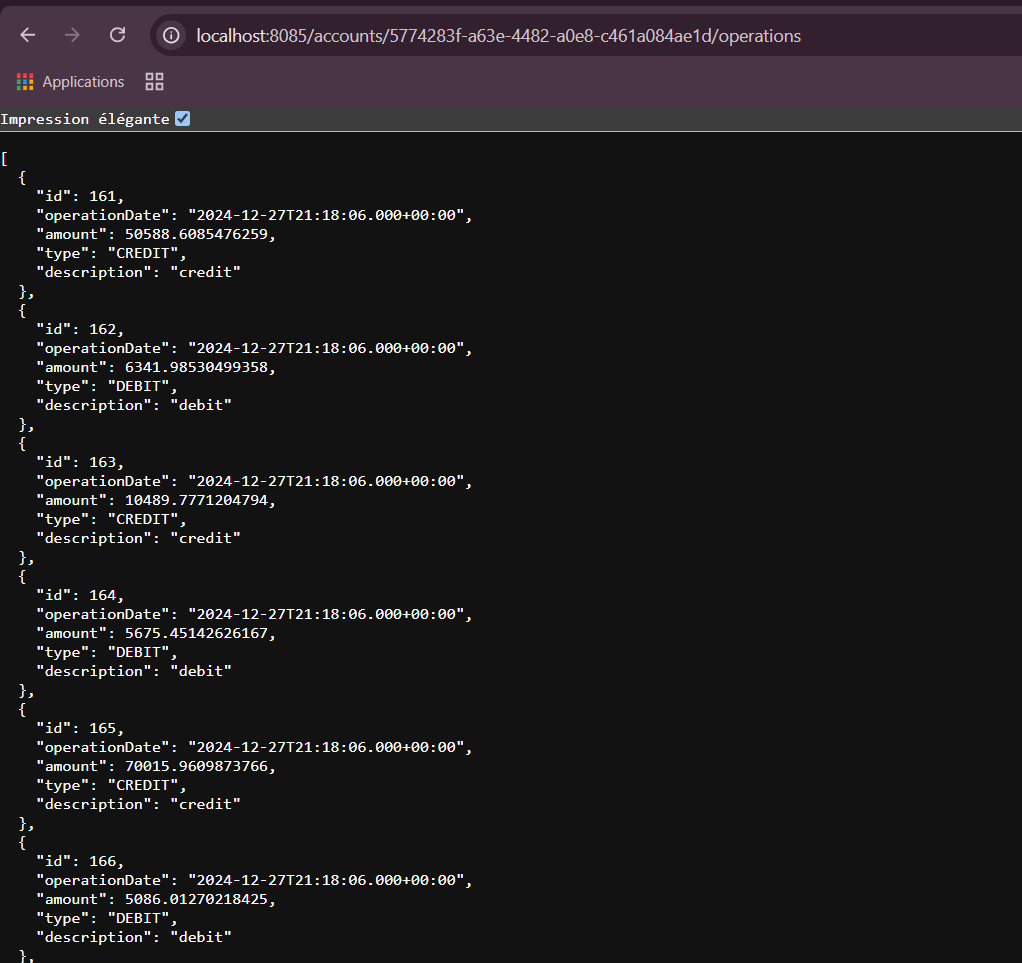 localhost:8085/accounts/5774283f-a63e-4482-a0e8-c461a084ae1d/operations
Applications
Impression élégante
[
  {
    "id": 161,
    "operationDate": "2024-12-27T21:18:06.000+00:00",
    "amount": 50588.6085476259,
    "type": "CREDIT",
    "description": "credit"
  },
  {
    "id": 162,
    "operationDate": "2024-12-27T21:18:06.000+00:00",
    "amount": 6341.98530499358,
    "type": "DEBIT",
    "description": "debit"
  },
  {
    "id": 163,
    "operationDate": "2024-12-27T21:18:06.000+00:00",
    "amount": 10489.7771204794,
    "type": "CREDIT",
    "description": "credit"
  },
  {
    "id": 164,
    "operationDate": "2024-12-27T21:18:06.000+00:00",
    "amount": 5675.45142626167,
    "type": "DEBIT",
    "description": "debit"
  },
  {
    "id": 165,
    "operationDate": "2024-12-27T21:18:06.000+00:00",
    "amount": 70015.9609873766,
    "type": "CREDIT",
    "description": "credit"
  },
  {
    "id": 166,
    "operationDate": "2024-12-27T21:18:06.000+00:00",
    "amount": 5086.01270218425,
    "type": "DEBIT",
    "description": "debit"
  },